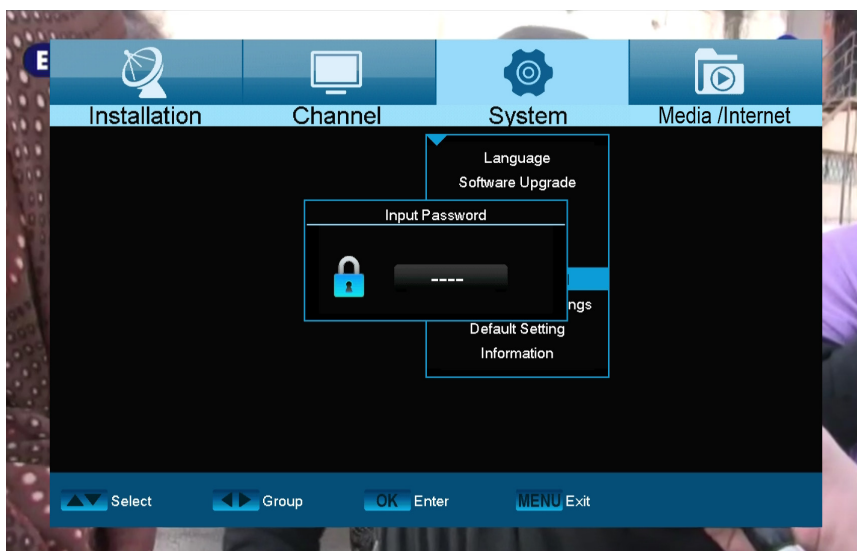 E
Installation
Channel
System
Media /Internet
Language
Software Upgrade
Input Password
----
ngs
Default Setting
Information
Select
Group
OK Enter
MENU Exit